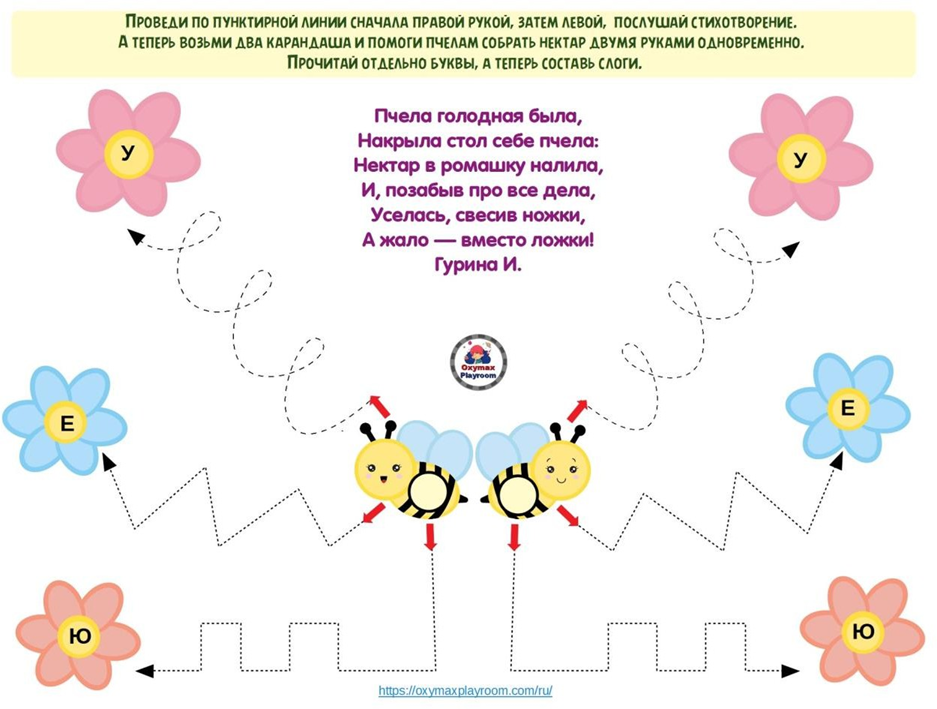 Проведи по пунктирной линии сначала правой рукой, затем левой, послушай стихотворение.
А теперь возьми два карандаша и помоги пчелам собрать нектар двумя руками одновременно.
Прочитай отдельно буквы, а теперь составь слоги.
У
Пчела голодная была,
Накрыла стол себе пчела:
Нектар в ромашку налила,
И, позабыв про все дела,
Уселась, свесив ножки,
А жало — вместо ложки!
Гурина И.
У
Oxymax
Playroom
Е
Е
Ю
Ю
https://oxymaxplayroom.com/ru/